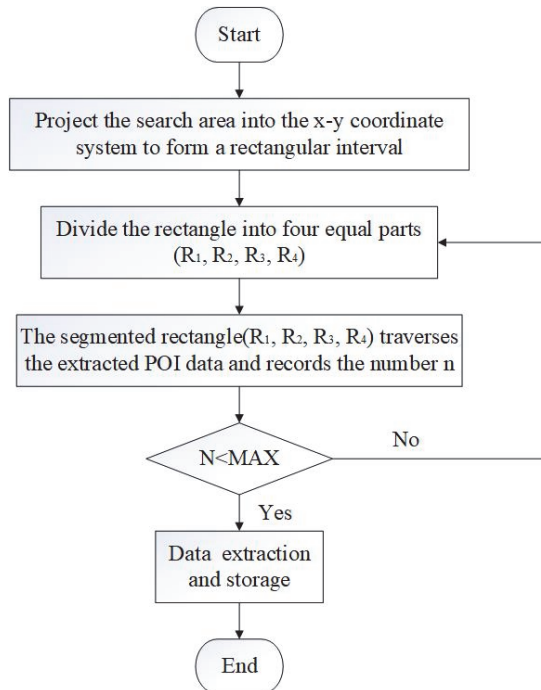 Start
Project the search area into the x-y coordinate
system to form a rectangular interval
Divide the rectangle into four equal parts
(R₁, R₂, R₃, R₄)
The segmented rectangle(R₁, R₂, R₃, R₄) traverses
the extracted POI data and records the number n
N<MAX
No
Yes
Data extraction
and storage
End